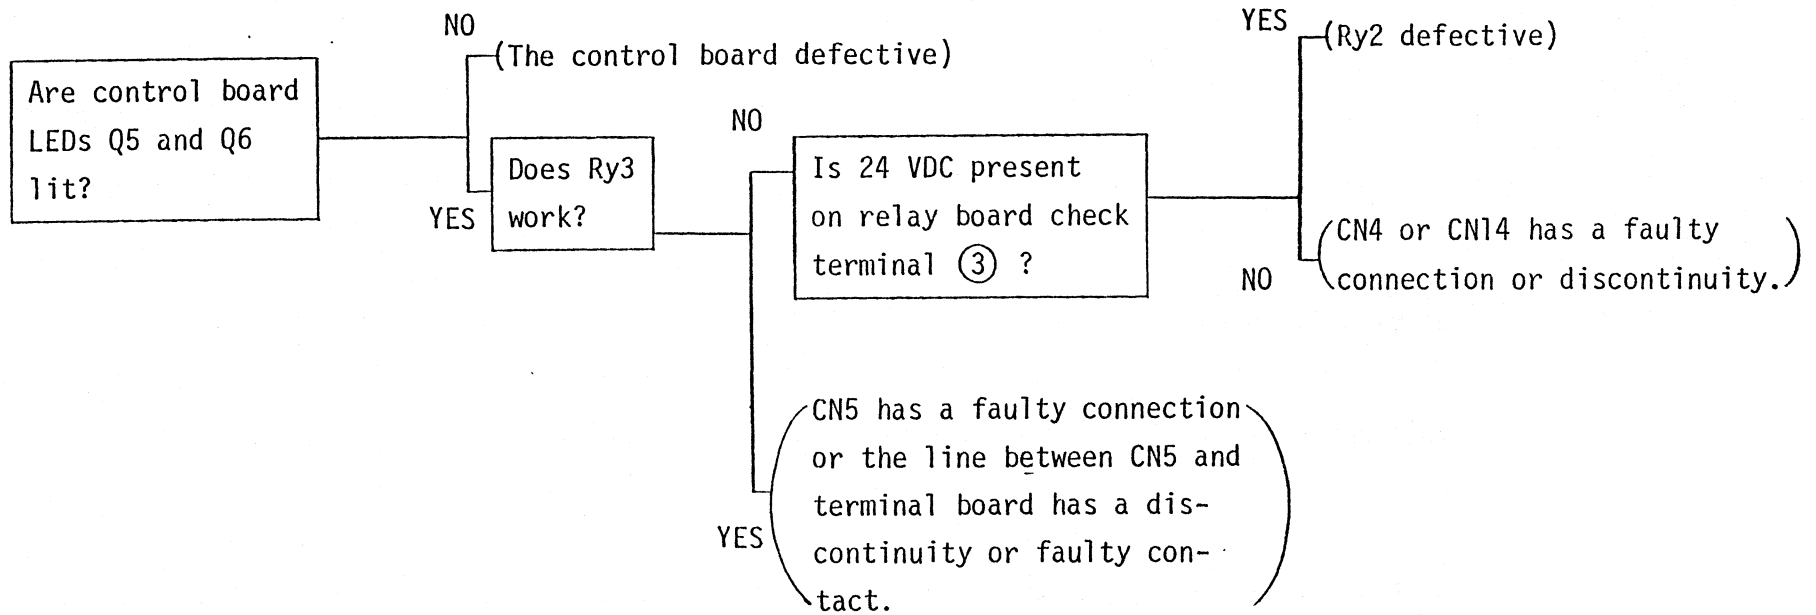 Are control board
LEDs Q5 and Q6
lit?
NO
(The control board defective)
YES
Does Ry3
work?
NO
Is 24 VDC present
on relay board check
terminal ③ ?
YES
(Ry2 defective)
NO
(CN4 or CN14 has a faulty
connection or discontinuity.)
YES
(CN5 has a faulty connection
or the line between CN5 and
terminal board has a dis-
continuity or faulty con-
tact.)